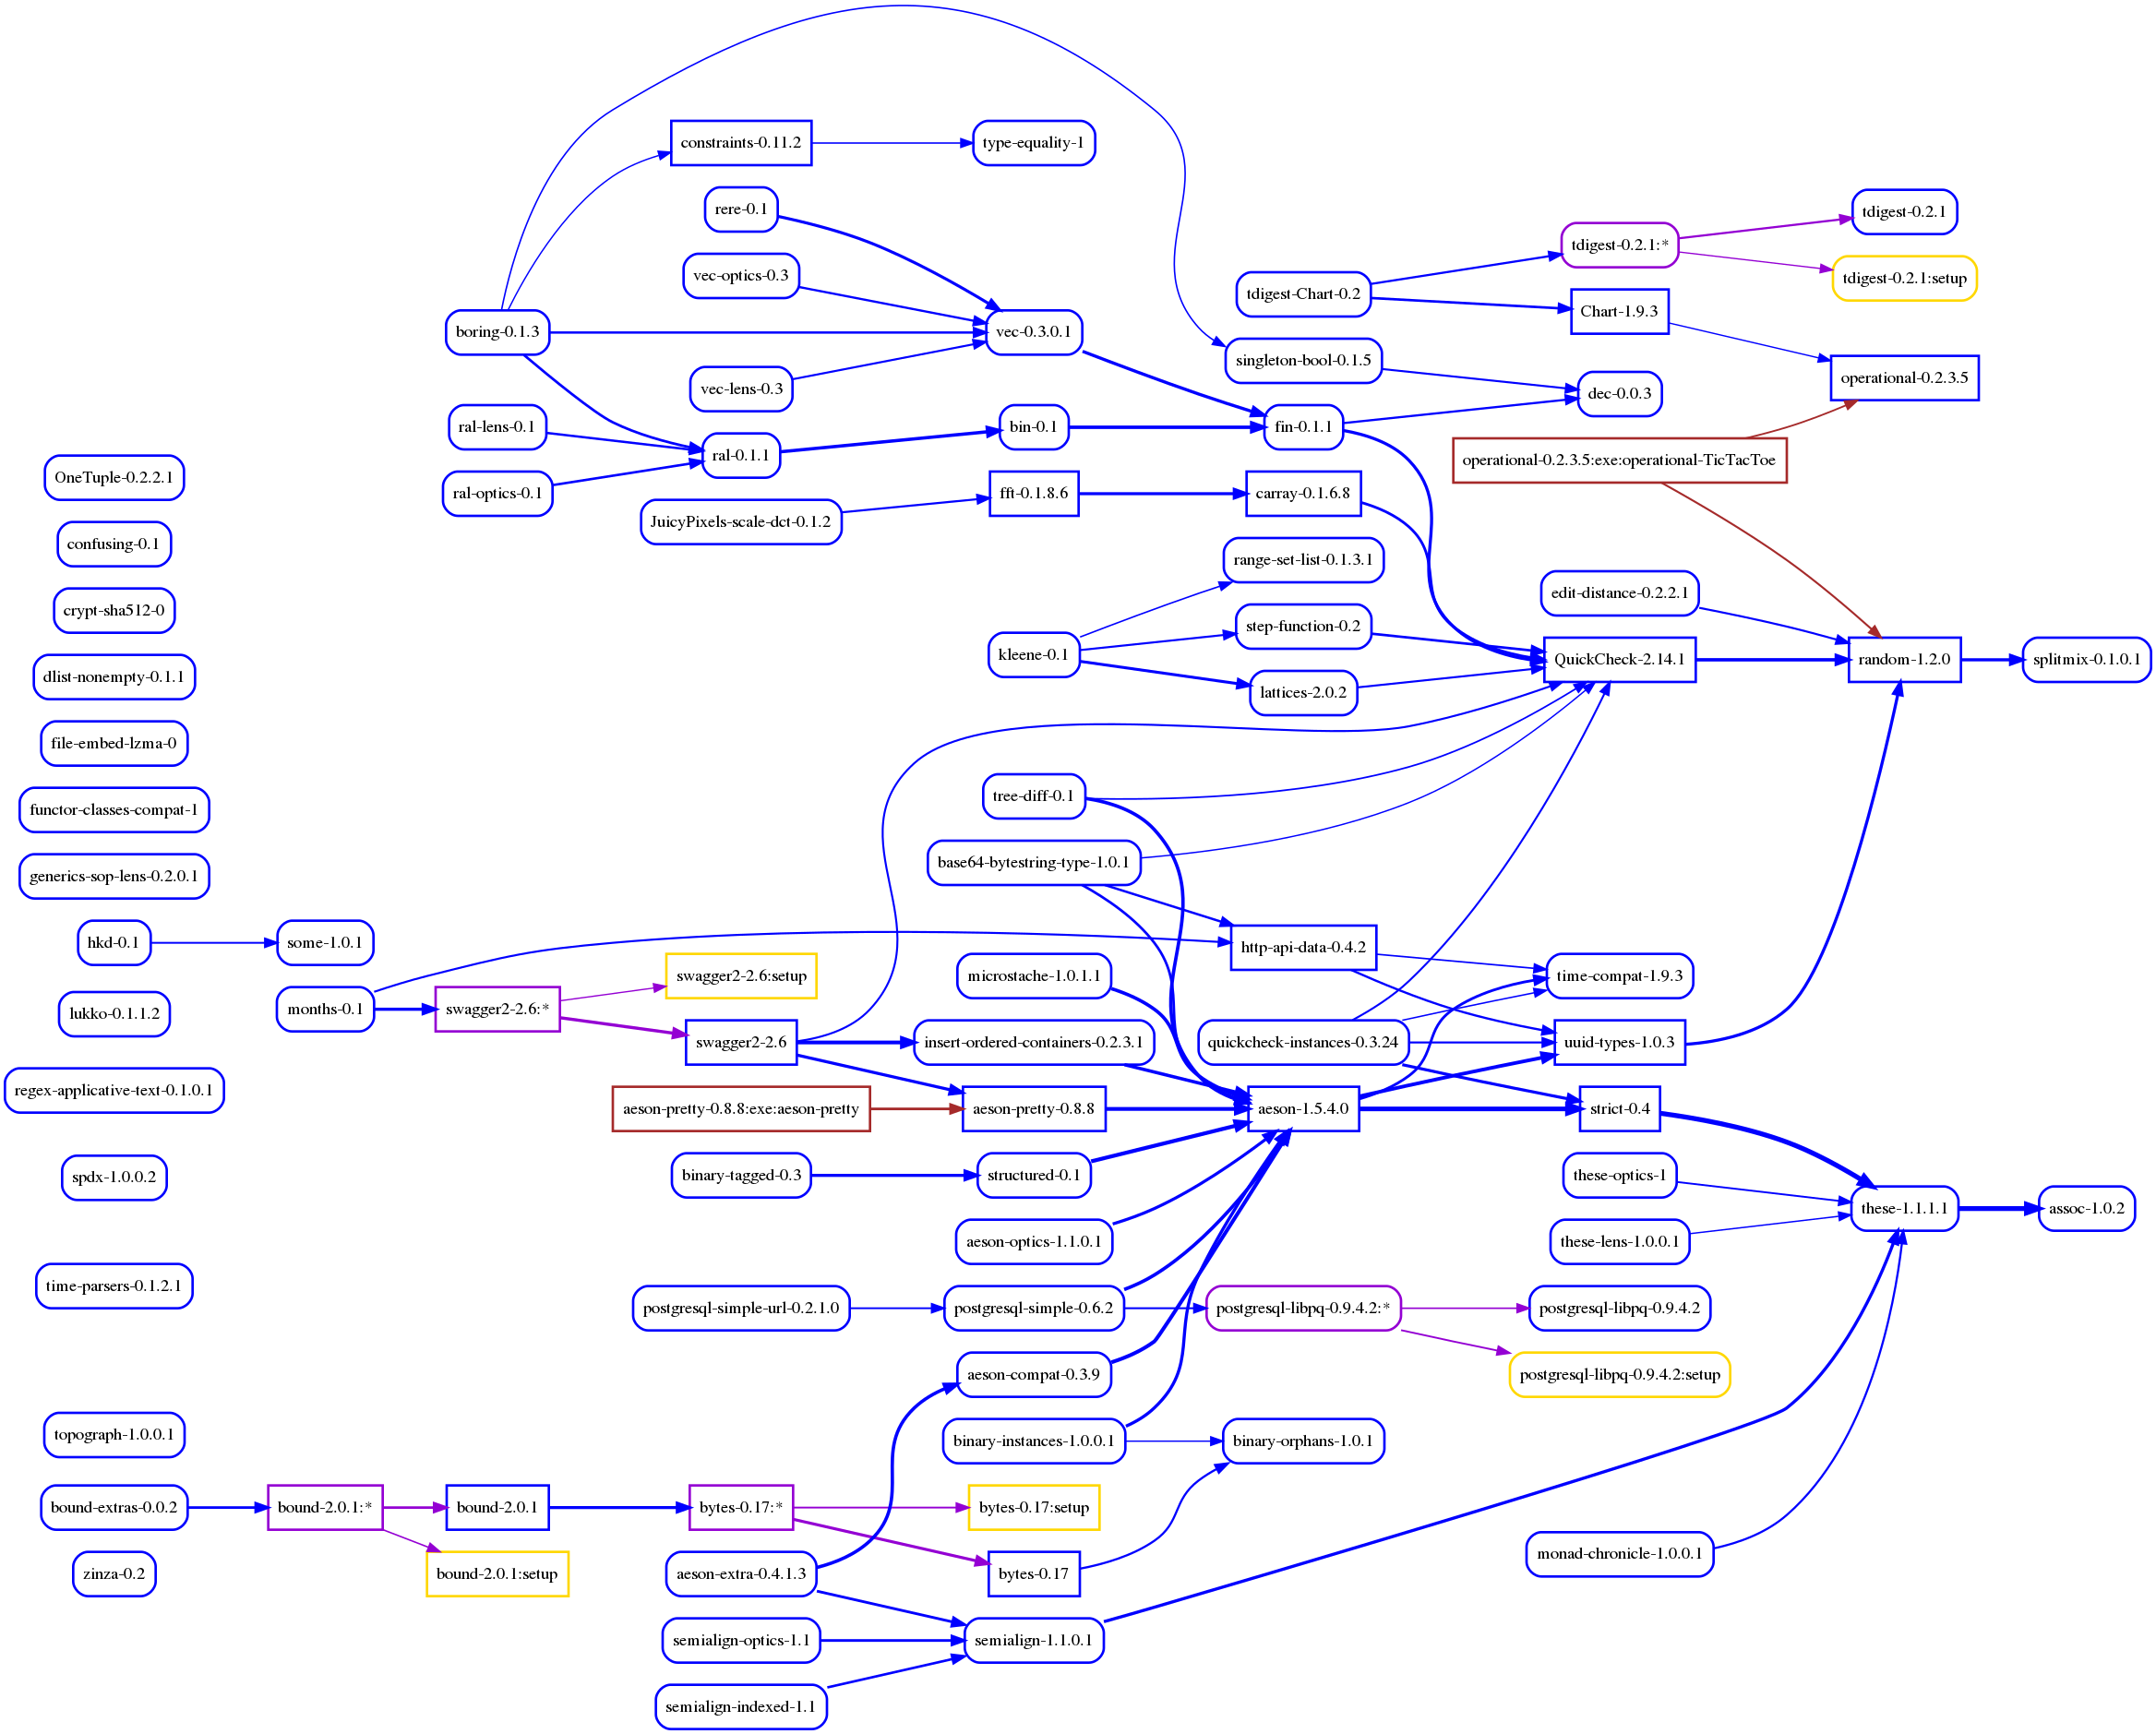 constraints-0.11.2
type-equality-1
rere-0.1
tdigest-0.2.1
tdigest-0.2.1:*
vec-optics-0.3
tdigest-0.2.1:setup
tdigest-Chart-0.2
Chart-1.9.3
boring-0.1.3
vec-0.3.0.1
singleton-bool-0.1.5
operational-0.2.3.5
vec-lens-0.3
dec-0.0.3
ral-lens-0.1
bin-0.1
fin-0.1.1
ral-0.1.1
operational-0.2.3.5:exe:operational-TicTacToe
OneTuple-0.2.2.1
ral-optics-0.1
fft-0.1.8.6
carray-0.1.6.8
JuicyPixels-scale-dct-0.1.2
confusing-0.1
range-set-list-0.1.3.1
edit-distance-0.2.2.1
crypt-sha512-0
step-function-0.2
kleene-0.1
QuickCheck-2.14.1
random-1.2.0
splitmix-0.1.0.1
dlist-nonempty-0.1.1
lattices-2.0.2
file-embed-lzma-0
tree-diff-0.1
functor-classes-compat-1
base64-bytestring-type-1.0.1
generics-sop-lens-0.2.0.1
hkd-0.1
some-1.0.1
http-api-data-0.4.2
swagger2-2.6:setup
microstache-1.0.1.1
time-compat-1.9.3
lukko-0.1.1.2
months-0.1
swagger2-2.6:*
swagger2-2.6
insert-ordered-containers-0.2.3.1
quickcheck-instances-0.3.24
uuid-types-1.0.3
regex-applicative-text-0.1.0.1
aeson-pretty-0.8.8:exe:aeson-pretty
aeson-pretty-0.8.8
aeson-1.5.4.0
strict-0.4
spdx-1.0.0.2
binary-tagged-0.3
structured-0.1
these-optics-1
these-1.1.1.1
assoc-1.0.2
aeson-optics-1.1.0.1
these-lens-1.0.0.1
time-parsers-0.1.2.1
postgresql-simple-url-0.2.1.0
postgresql-simple-0.6.2
postgresql-libpq-0.9.4.2:*
postgresql-libpq-0.9.4.2
aeson-compat-0.3.9
postgresql-libpq-0.9.4.2:setup
topograph-1.0.0.1
binary-instances-1.0.0.1
binary-orphans-1.0.1
bound-extras-0.0.2
bound-2.0.1:*
bound-2.0.1
bytes-0.17:*
bytes-0.17:setup
monad-chronicle-1.0.0.1
zinza-0.2
bound-2.0.1:setup
aeson-extra-0.4.1.3
bytes-0.17
semialign-optics-1.1
semialign-1.1.0.1
semialign-indexed-1.1